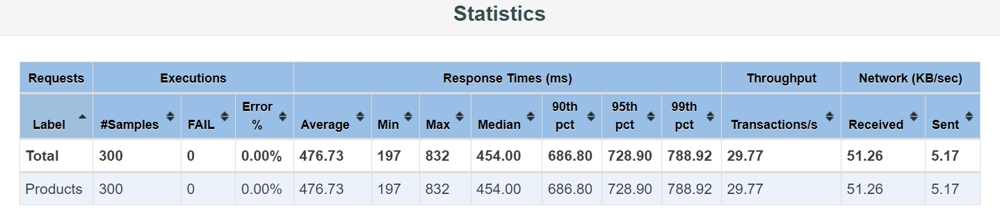 Statistics
Requests Executions Response Times (ms) Throughput Network (KB/sec)
Label #Samples FAIL Error % Average Min Max Median 90th pct 95th pct 99th pct Transactions/s Received Sent
Total 300 0 0.00% 476.73 197 832 454.00 686.80 728.90 788.92 29.77 51.26 5.17
Products 300 0 0.00% 476.73 197 832 454.00 686.80 728.90 788.92 29.77 51.26 5.17